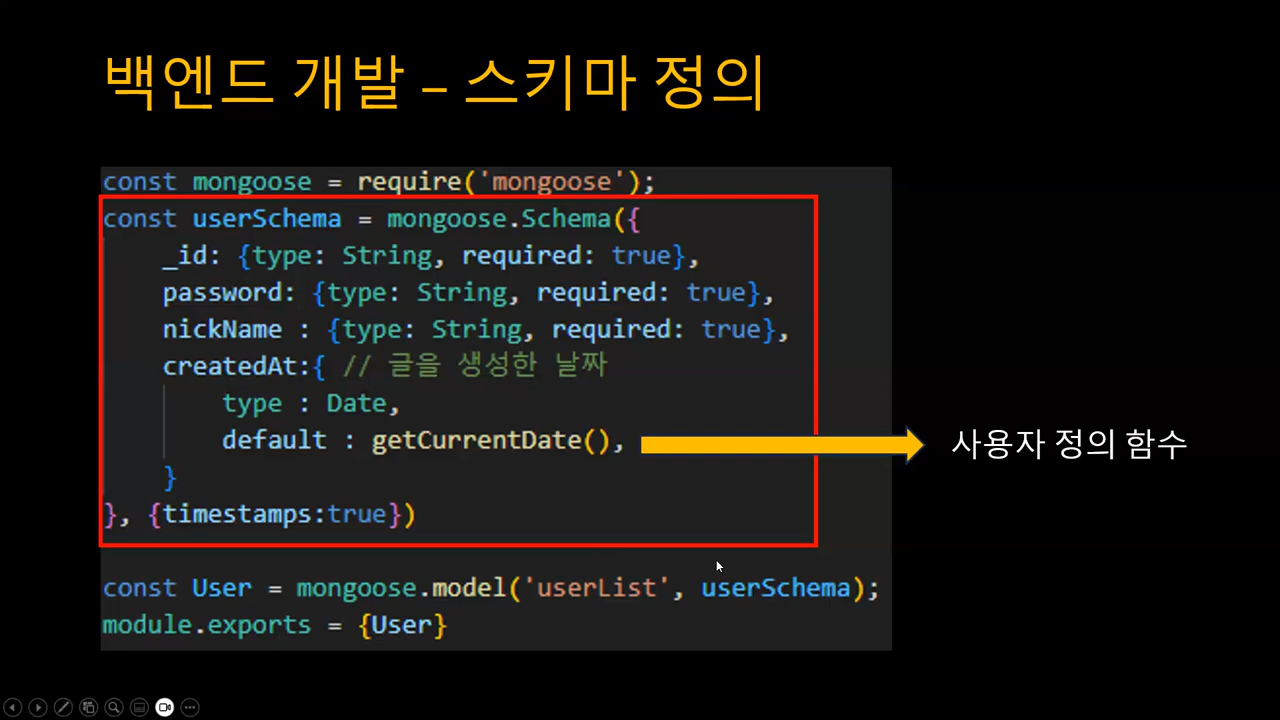 백엔드 개발 – 스키마 정의
const mongoose = require('mongoose');
const userSchema = mongoose.Schema({
_id: {type: String, required: true},
password: {type: String, required: true},
nickName : {type: String, required: true},
createdAt:{ // 글을 생성한 날짜
type : Date,
default : getCurrentDate(),
사용자 정의 함수
}
}, {timestamps:true})
const User = mongoose.model('userList', userSchema);
module.exports = {User}